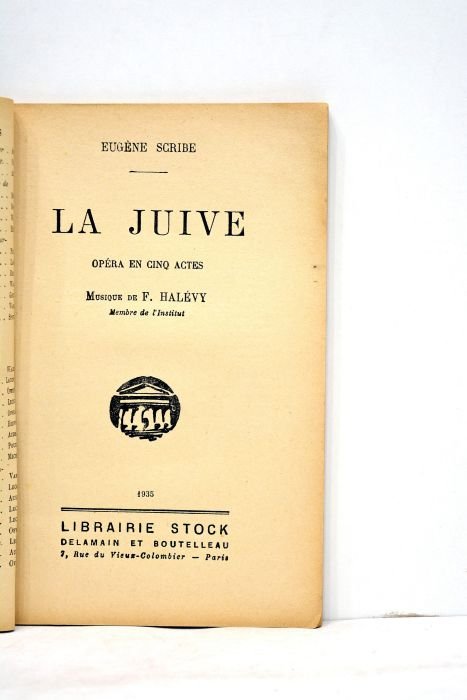 EUGÈNE SCRIBE
LA JUIVE
OPÉRA EN CINQ ACTES
MUSIQUE DE F. HALÉVY
Membre de l'Institut
1935
LIBRAIRIE STOCK
DELAMAIN ET BOUTELLEAU
7, Rue du Vieux-Colombier — Paris